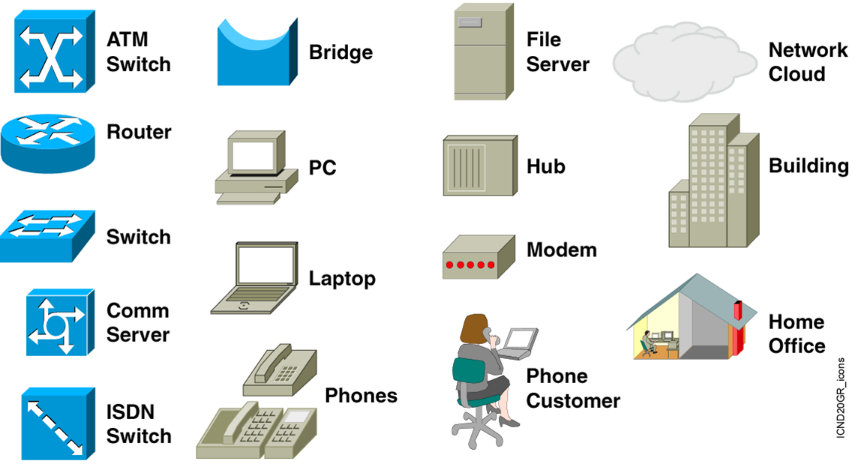 ATM
Switch
Bridge
File
Server
Network
Cloud
Router
PC
Hub
Building
Switch
Laptop
Modem
Comm
Server
Home
Office
ISDN
Switch
Phones
Phone
Customer
ICND20GR_icons